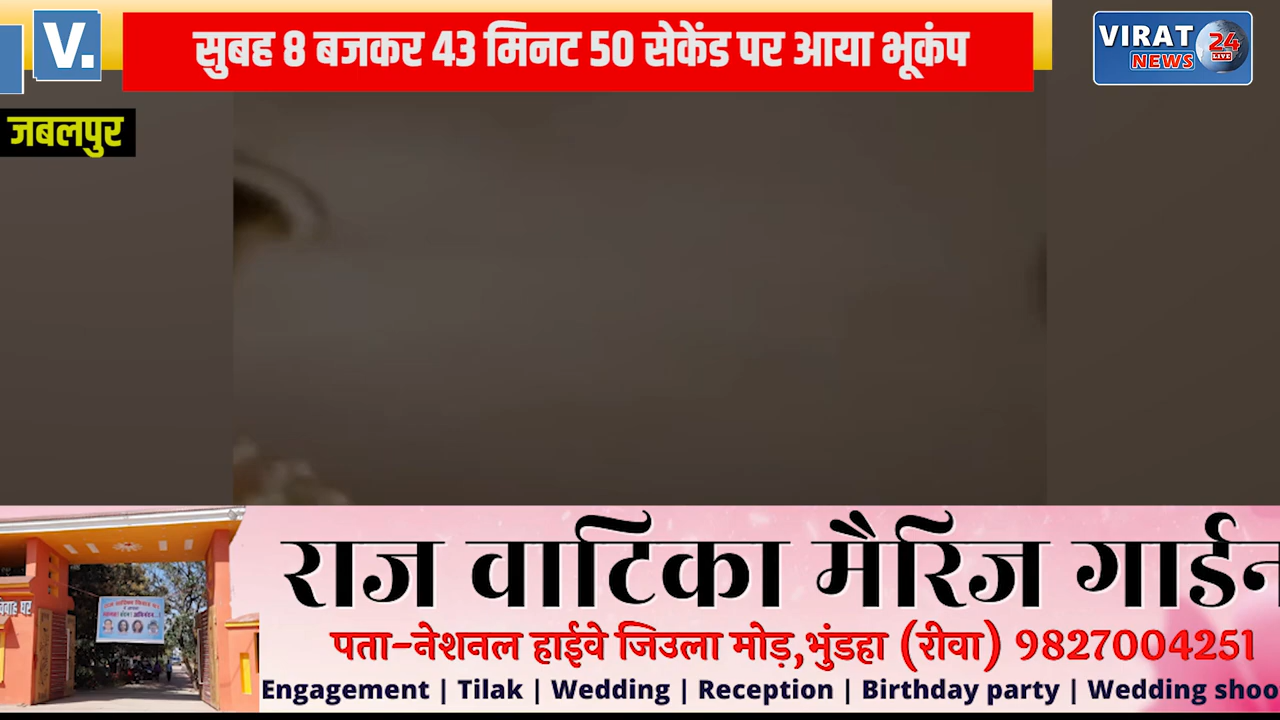 V.
सुबह 8 बजकर 43 मिनट 50 सेकेंड पर आया भूकंप
VIRAT
NEWS
24
LIVE
जबलपुर
राज वाटिका मैरिज गार्डन
पता-नेशनल हाईवे जिउला मोड़,भुंडहा (रीवा) 9827004251
Engagement | Tilak | Wedding | Reception | Birthday party | Wedding shoo